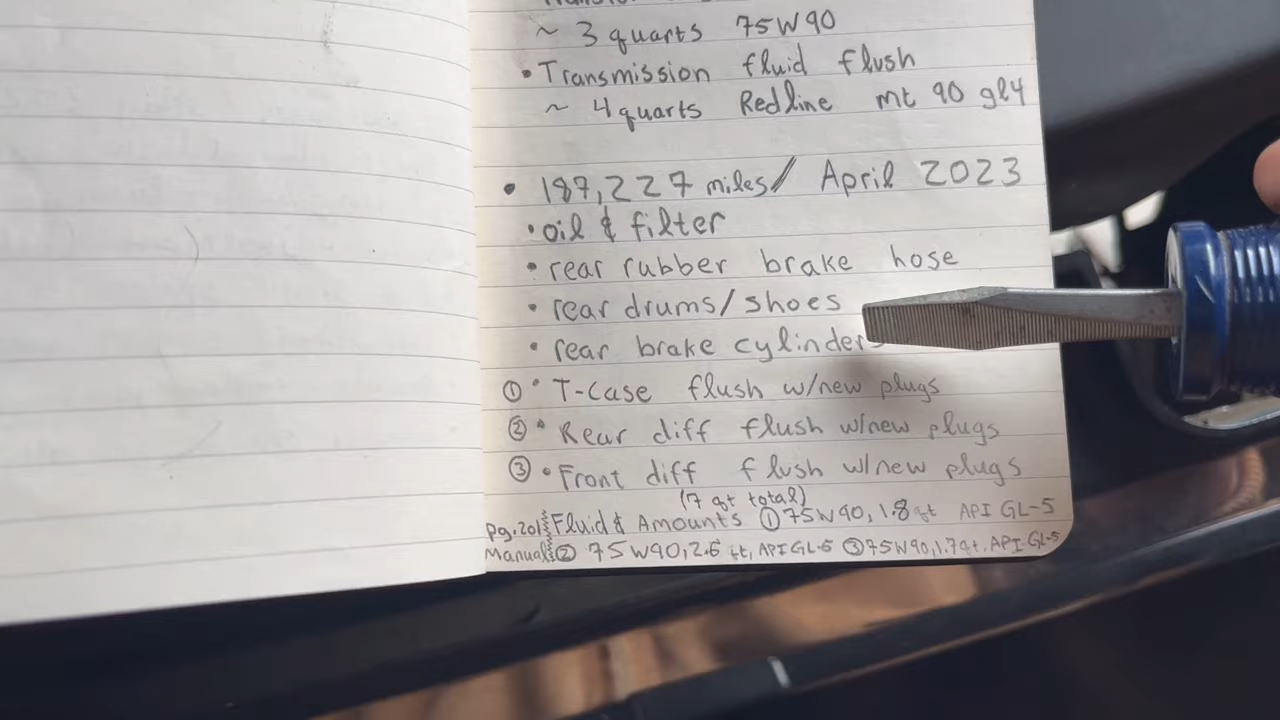 ~ 3 quarts 75W90
• Transmission fluid flush
~ 4 quarts Redline mt 90 gl4
• 187,227 miles/ April 2023
• oil & filter
• rear rubber brake hose
• rear drums/shoes
• rear brake cylinders
① • T-Case flush w/new plugs
② • Rear diff flush w/new plugs
③ • Front diff flush w/new plugs
(7 qt total)
Pg.201 Fluid & Amounts ① 75W90, 1.8 qt API GL-5
Manual ② 75W90, 2.6 qt, API GL-5 ③ 75W90, 1.7qt, API GL-5